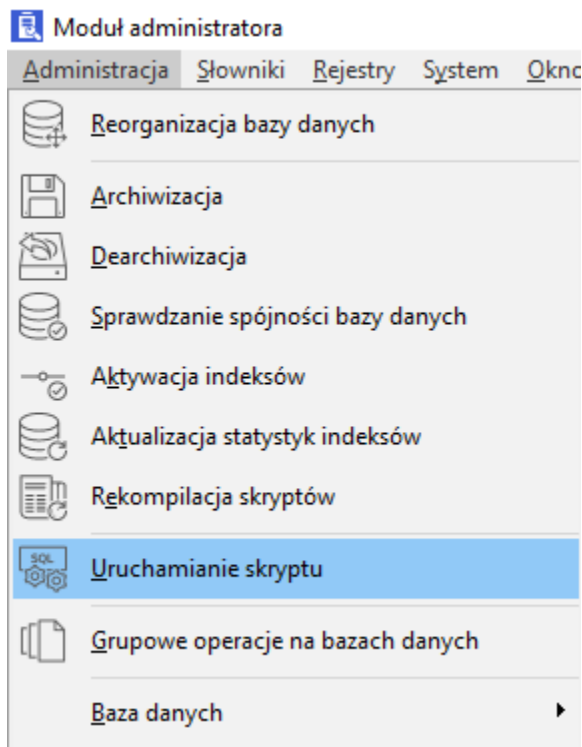 Moduł administratora
Administracja Słowniki Rejestry System Okno
Reorganizacja bazy danych
Archiwizacja
Dearchiwizacja
Sprawdzanie spójności bazy danych
Aktywacja indeksów
Aktualizacja statystyk indeksów
Rekompilacja skryptów
SQL
Uruchamianie skryptu
Grupowe operacje na bazach danych
Baza danych